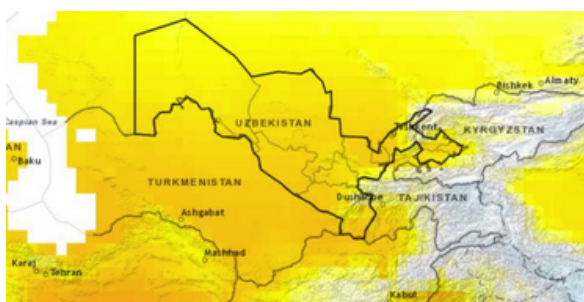 Almaty
Bishkek
Caspian Sea
UZBEKISTAN
Tashkent
KYRGYZSTAN
AN
Baku
TURKMENISTAN
Dushanbe
TAJIKISTAN
Ashgabat
Mashhad
Karaj
Tehran
Kabul